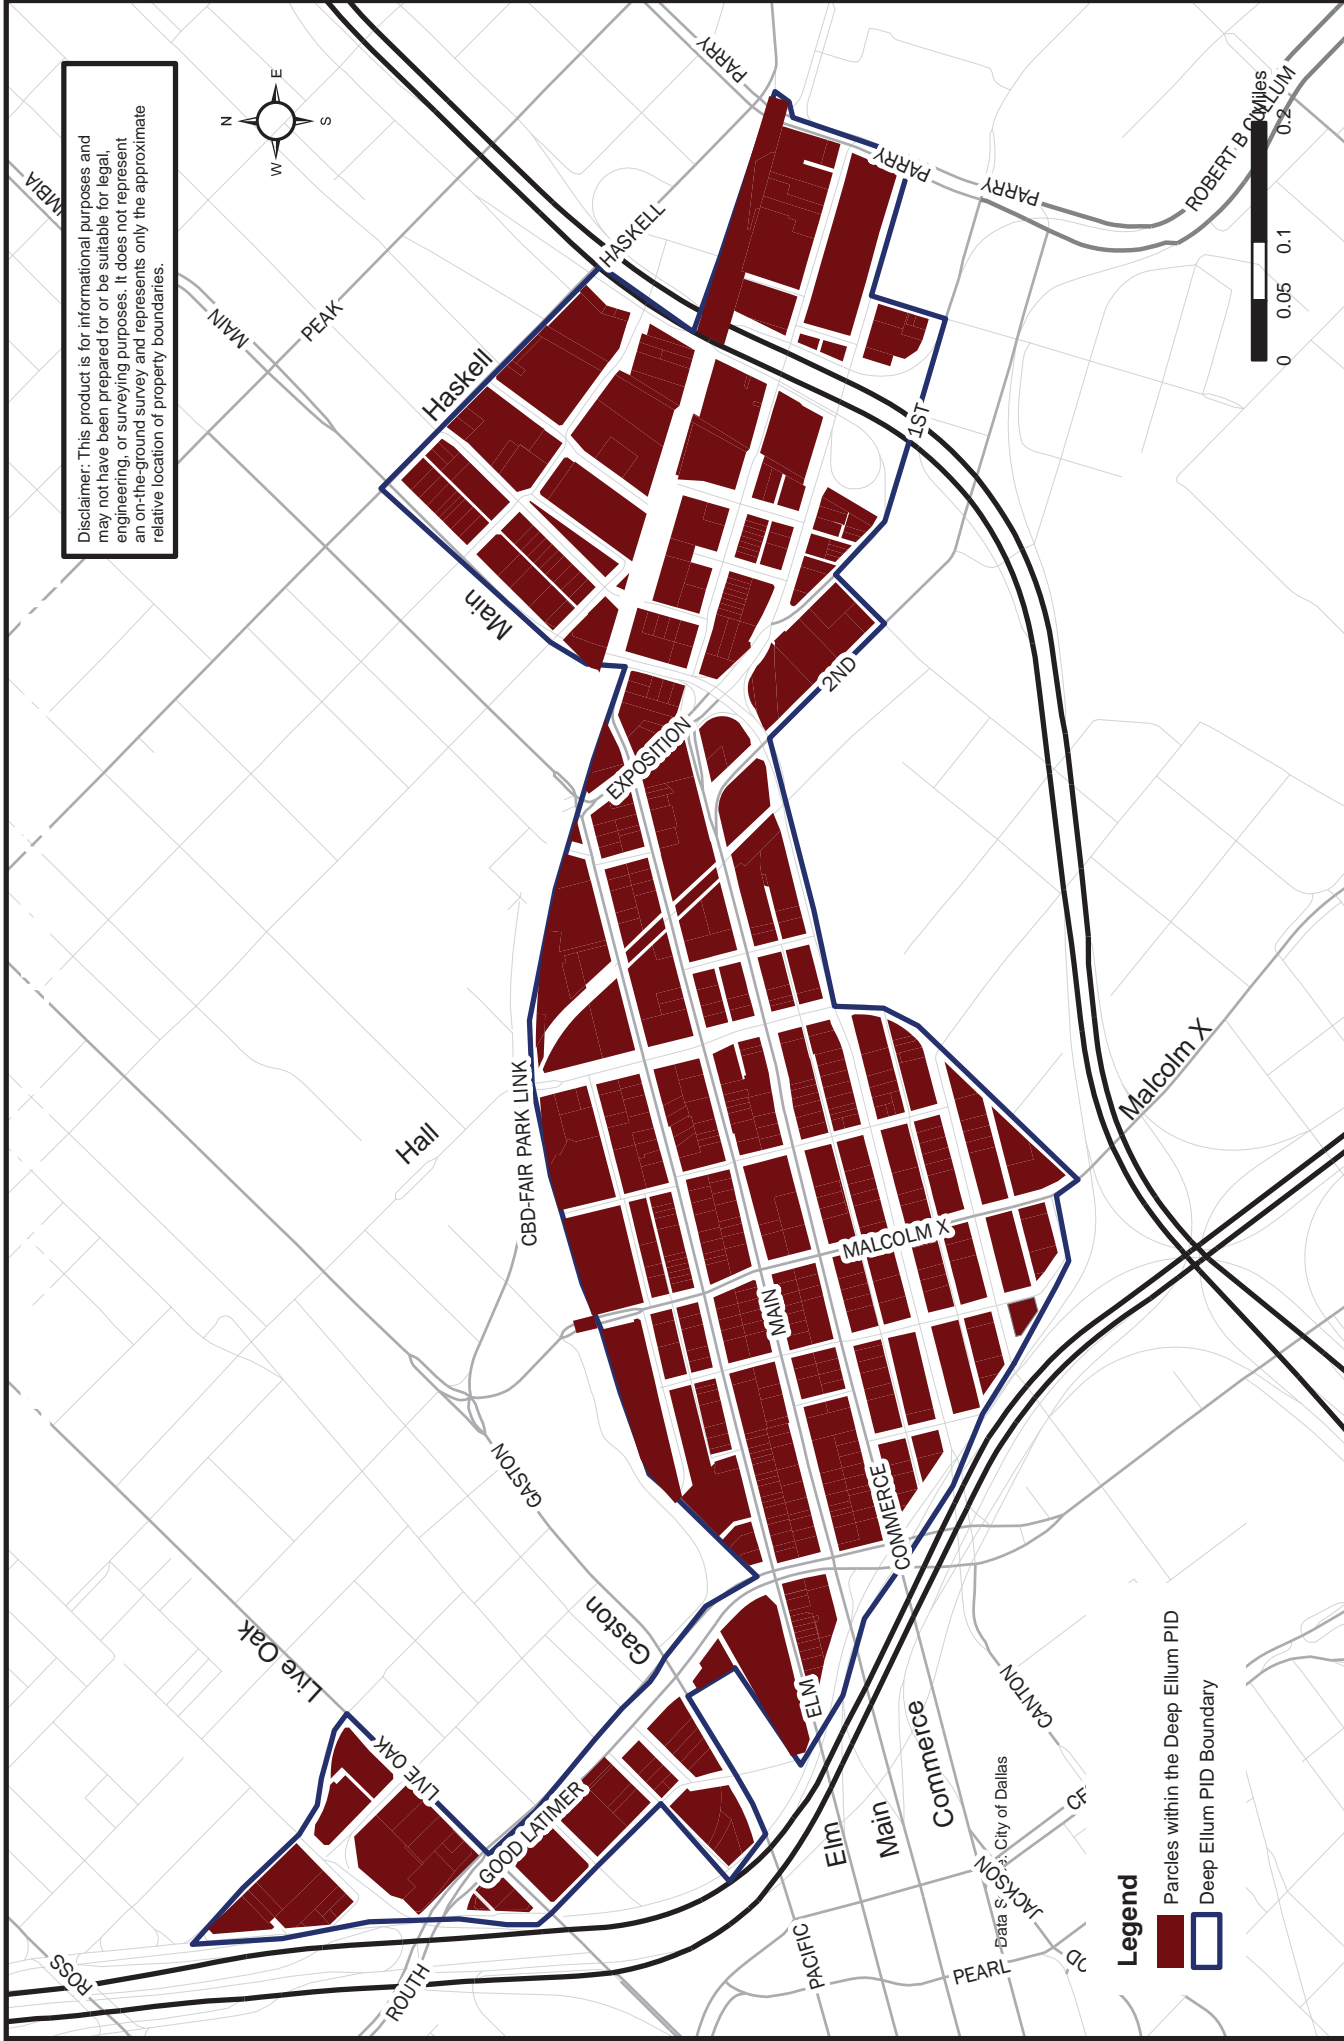 Disclaimer: This product is for informational purposes and
may not have been prepared for or be suitable for legal,
engineering, or surveying purposes. It does not represent
an on-the-ground survey and represents only the approximate
relative location of property boundaries.
N
E
S
W
PARRY
MAIN
PEAK
HASKELL
Haskell
PARRY
PARRY
ROBERT B CULLUM
Miles
0.2
0.1
0.05
0
1ST
Main
2ND
EXPOSITION
CBD-FAIR PARK LINK
Hall
Malcolm X
MALCOLM X
MAIN
GASTON
COMMERCE
Gaston
Live Oak
LIVE OAK
GOOD LATIMER
ELM
CANTON
Commerce
Main
Elm
City of Dallas
JACKSON
PACIFIC
PEARL
ROSS
ROUTH
Legend
Parcles within the Deep Ellum PID
Deep Ellum PID Boundary